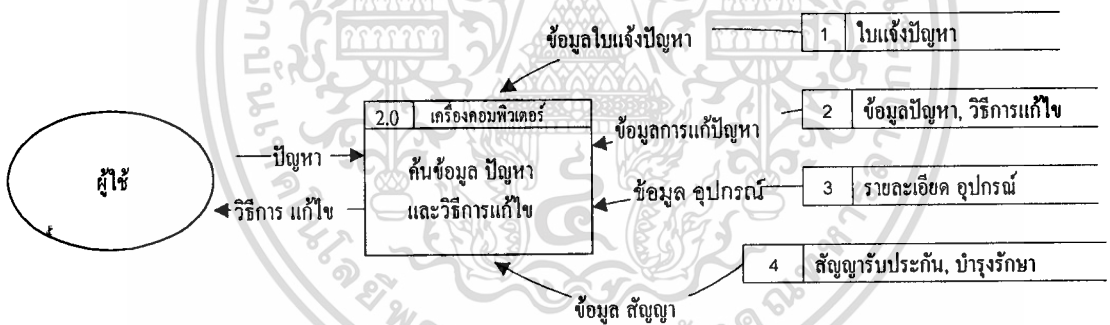 ข้อมูลใบแจ้งปัญหา
1 ใบแจ้งปัญหา
2.0 เครื่องคอมพิวเตอร์
ข้อมูลการแก้ปัญหา
2 ข้อมูลปัญหา, วิธีการแก้ไข
ผู้ใช้
ปัญหา
วิธีการ แก้ไข
ค้นข้อมูล ปัญหา
และวิธีการแก้ไข
ข้อมูล อุปกรณ์
3 รายละเอียด อุปกรณ์
4 สัญญารับประกัน, บำรุงรักษา
ข้อมูล สัญญา